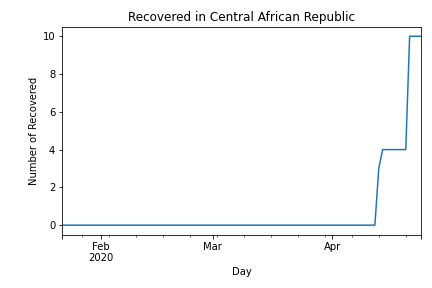 Recovered in Central African Republic
10
8
6
4
2
0
Number of Recovered
Feb
2020
Mar
Apr
Day